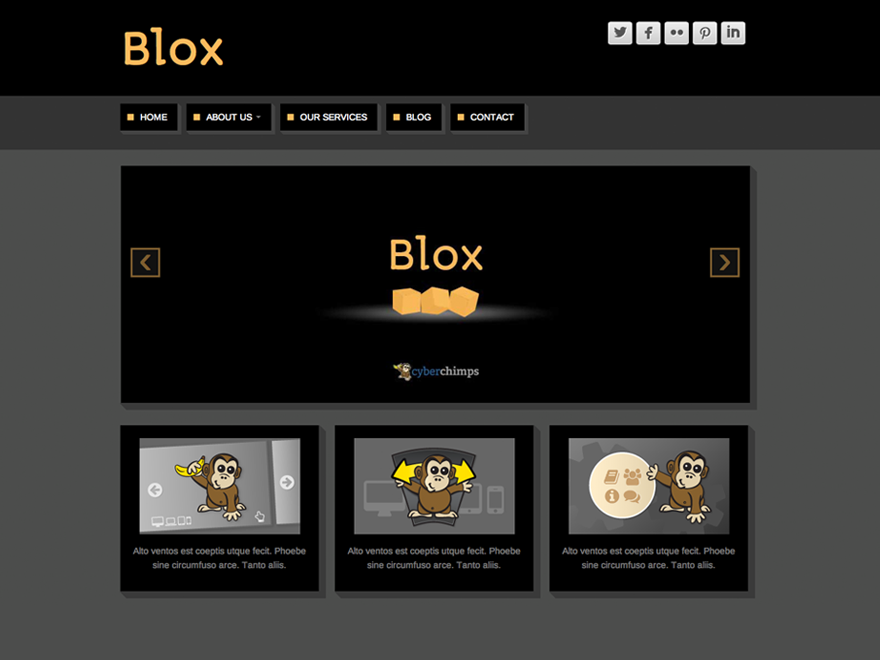 Blox
HOME
ABOUT US
OUR SERVICES
BLOG
CONTACT
Blox
cyberchimps
Alto ventos est coeptis utque fecit. Phoebe
sine circumfuso arce. Tanto aliis.
Alto ventos est coeptis utque fecit. Phoebe
sine circumfuso arce. Tanto aliis.
Alto ventos est coeptis utque fecit. Phoebe
sine circumfuso arce. Tanto aliis.